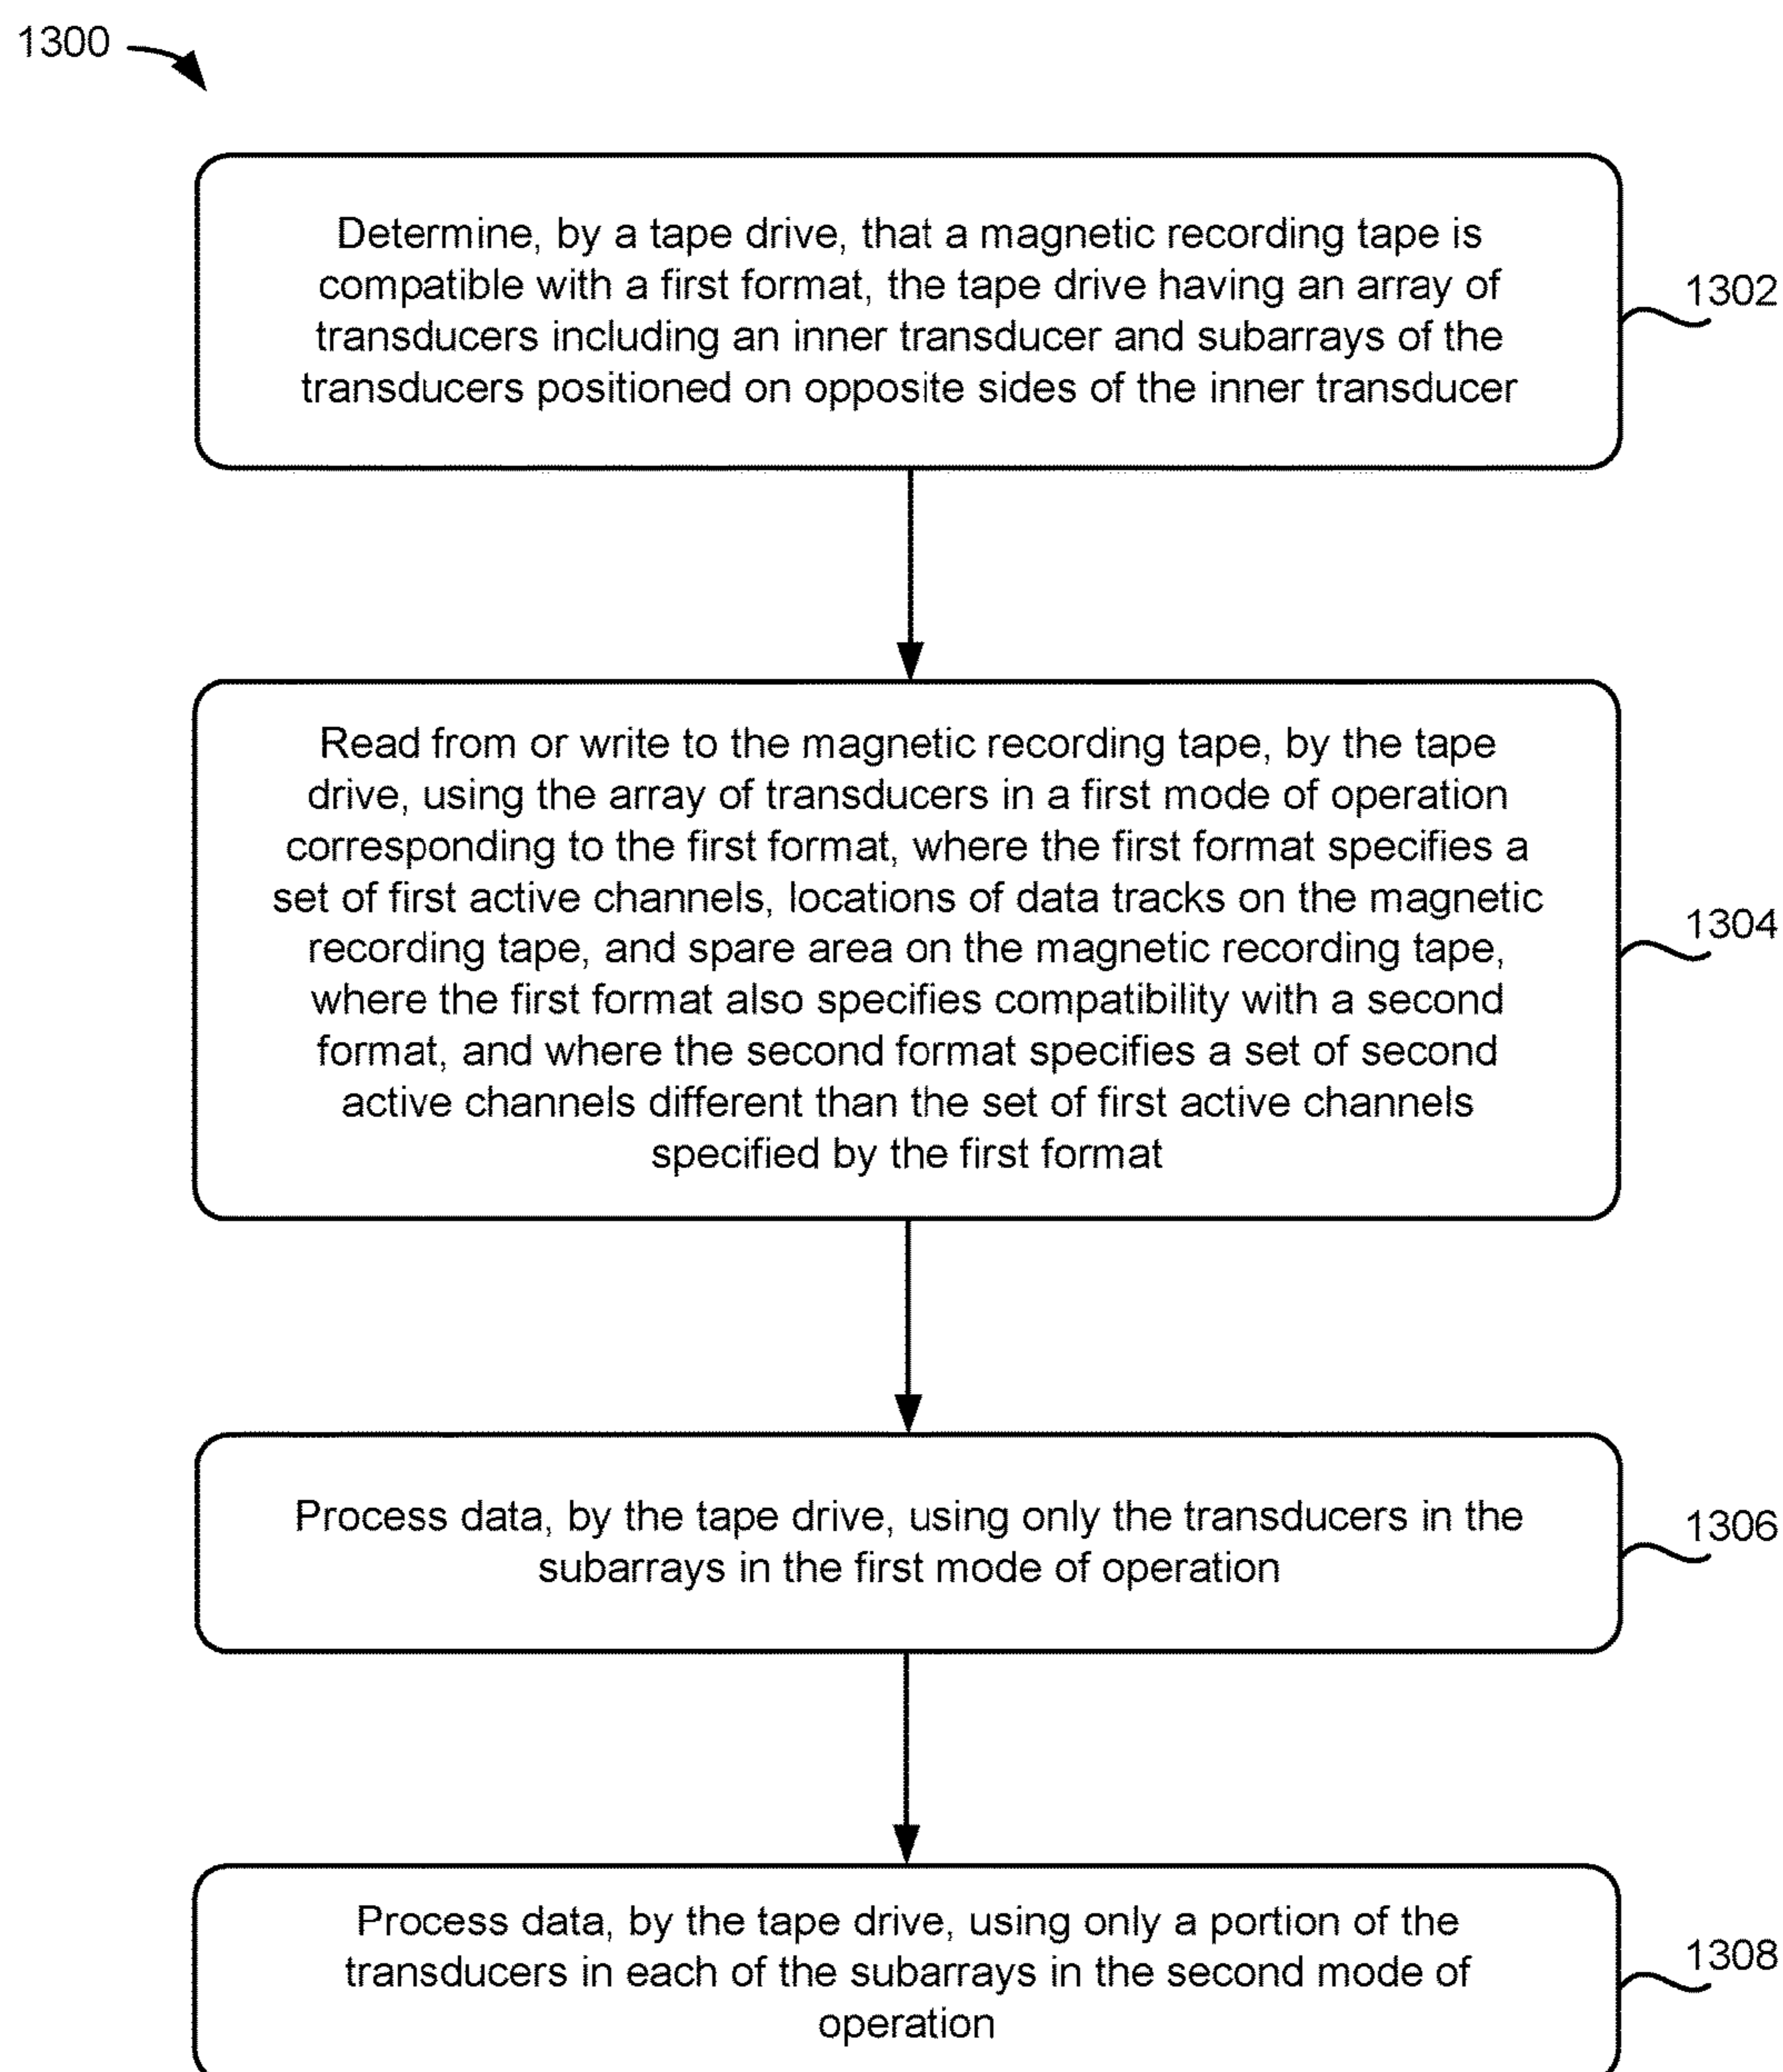 1300
Determine, by a tape drive, that a magnetic recording tape is
compatible with a first format, the tape drive having an array of
transducers including an inner transducer and subarrays of the
transducers positioned on opposite sides of the inner transducer
1302
Read from or write to the magnetic recording tape, by the tape
drive, using the array of transducers in a first mode of operation
corresponding to the first format, where the first format specifies a
set of first active channels, locations of data tracks on the magnetic
recording tape, and spare area on the magnetic recording tape,
where the first format also specifies compatibility with a second
format, and where the second format specifies a set of second
active channels different than the set of first active channels
specified by the first format
1304
Process data, by the tape drive, using only the transducers in the
subarrays in the first mode of operation
1306
Process data, by the tape drive, using only a portion of the
transducers in each of the subarrays in the second mode of
operation
1308